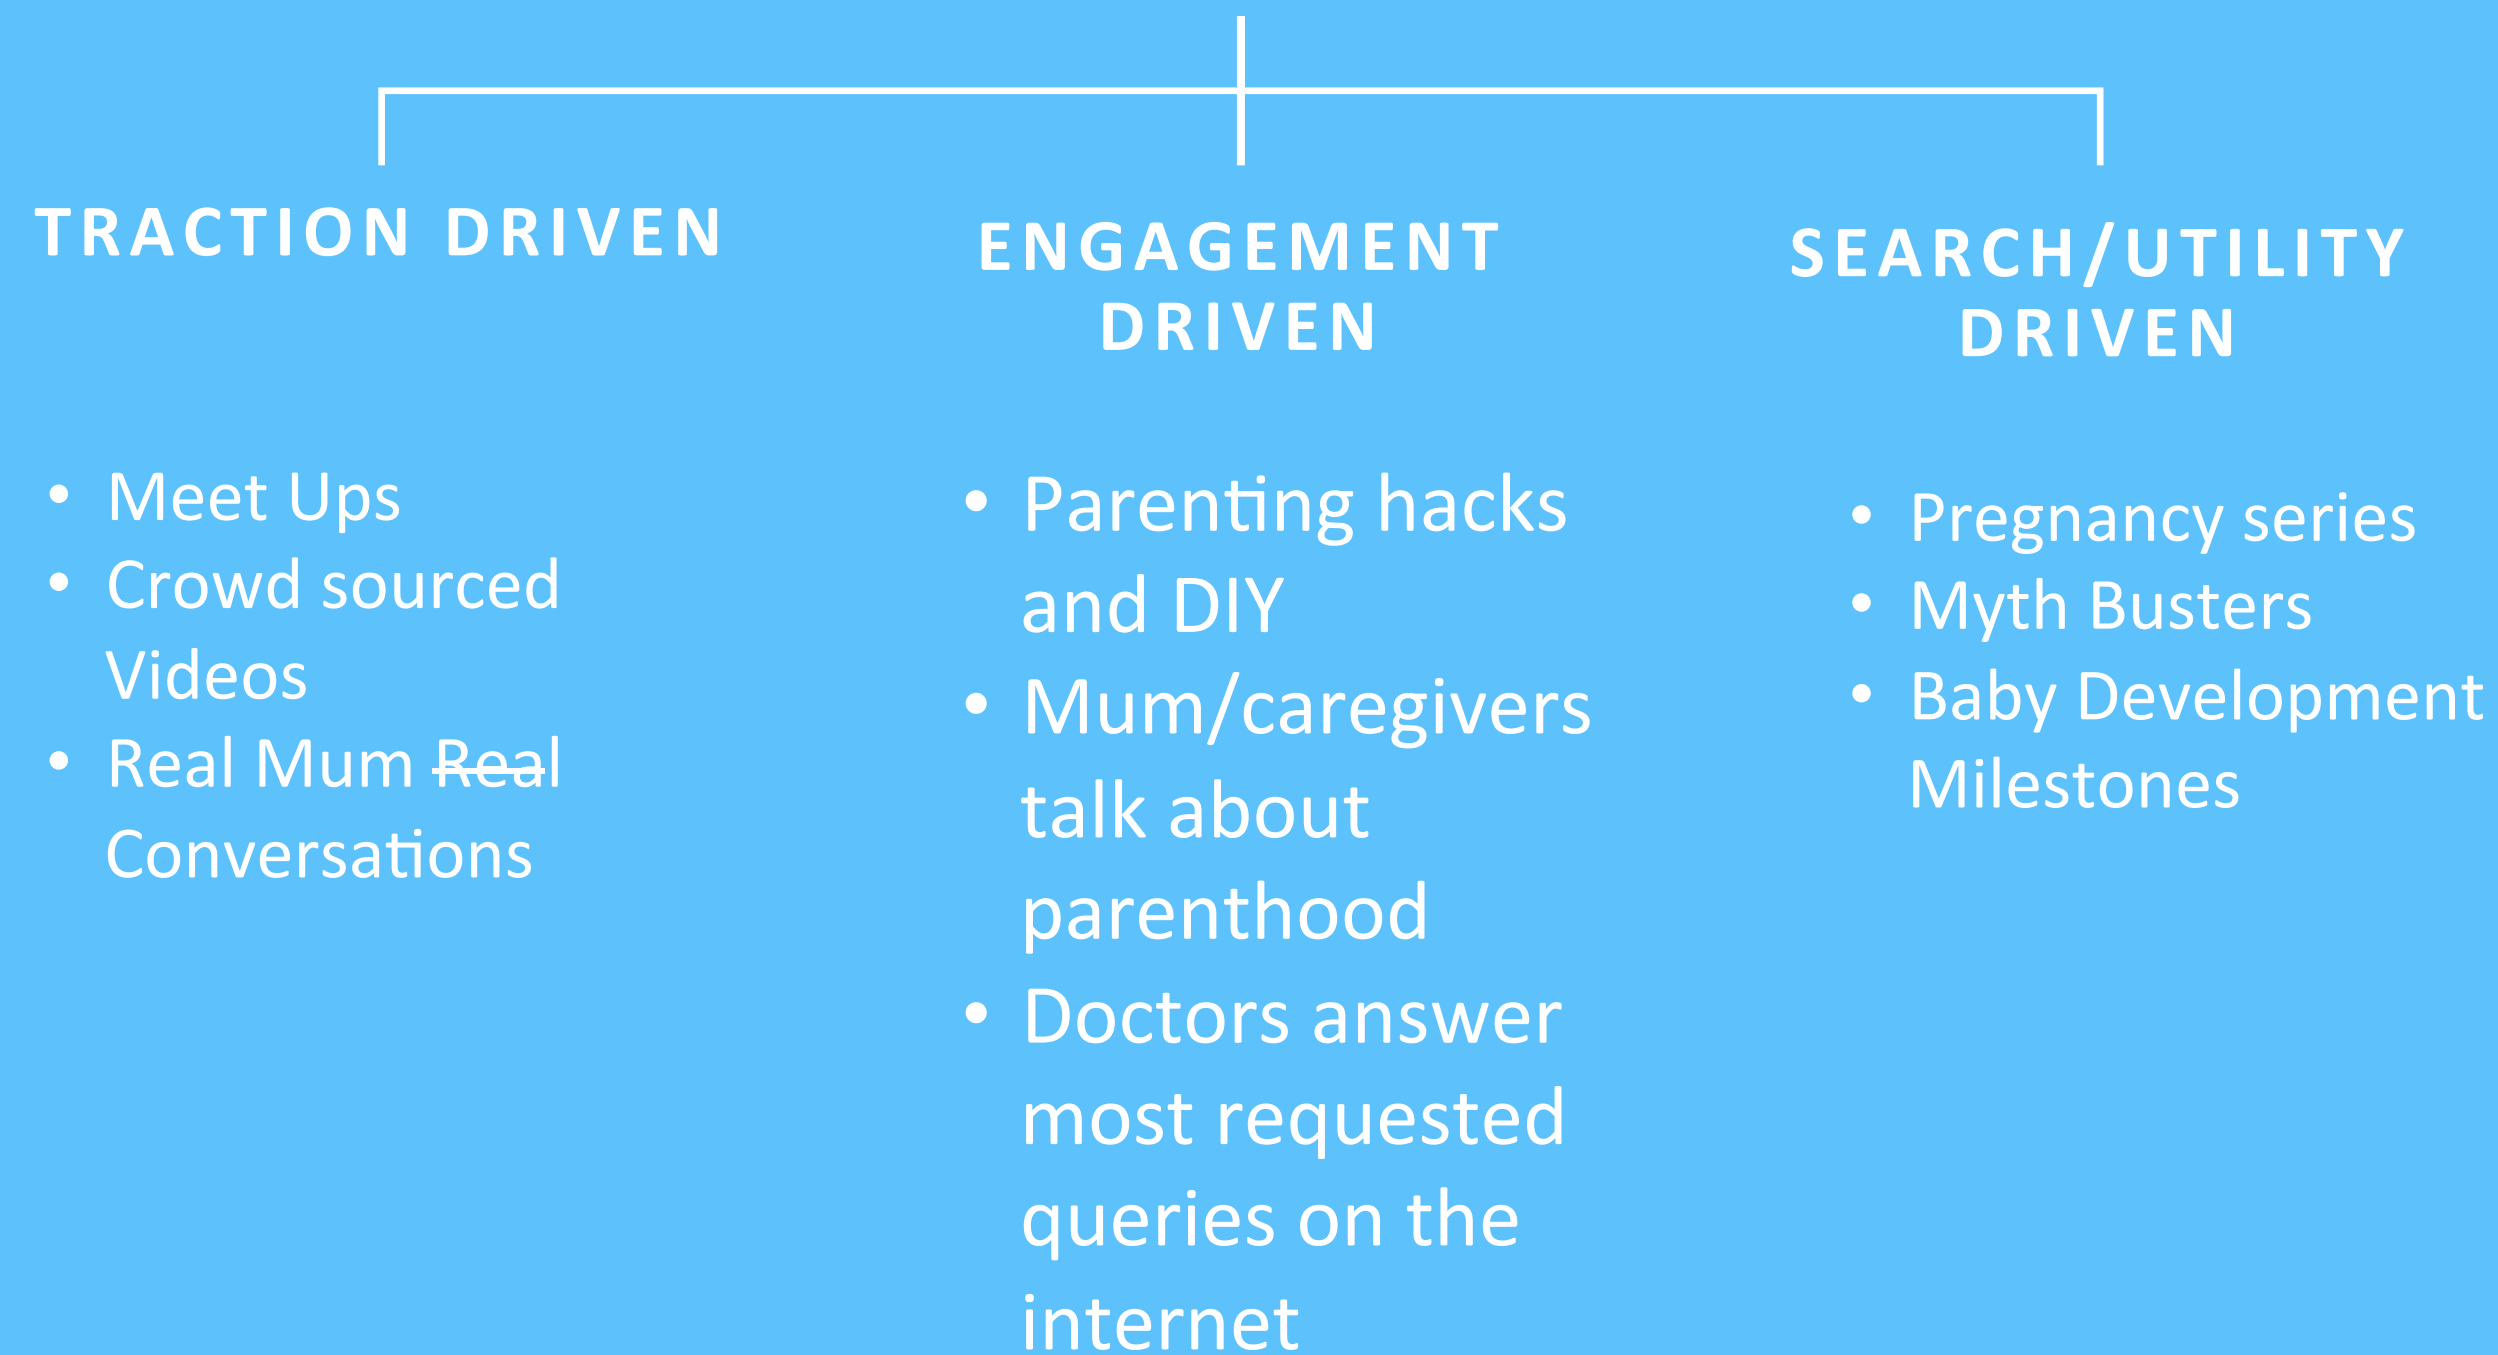 TRACTION DRIVEN
• Meet Ups
• Crowd sourced
Videos
• Real Mum Real
Conversations
ENGAGEMENT
DRIVEN
• Parenting hacks
and DIY
• Mum/caregivers
talk about
parenthood
• Doctors answer
most requested
queries on the
internet
SEARCH/UTILITY
DRIVEN
• Pregnancy series
• Myth Busters
• Baby Development
Milestones